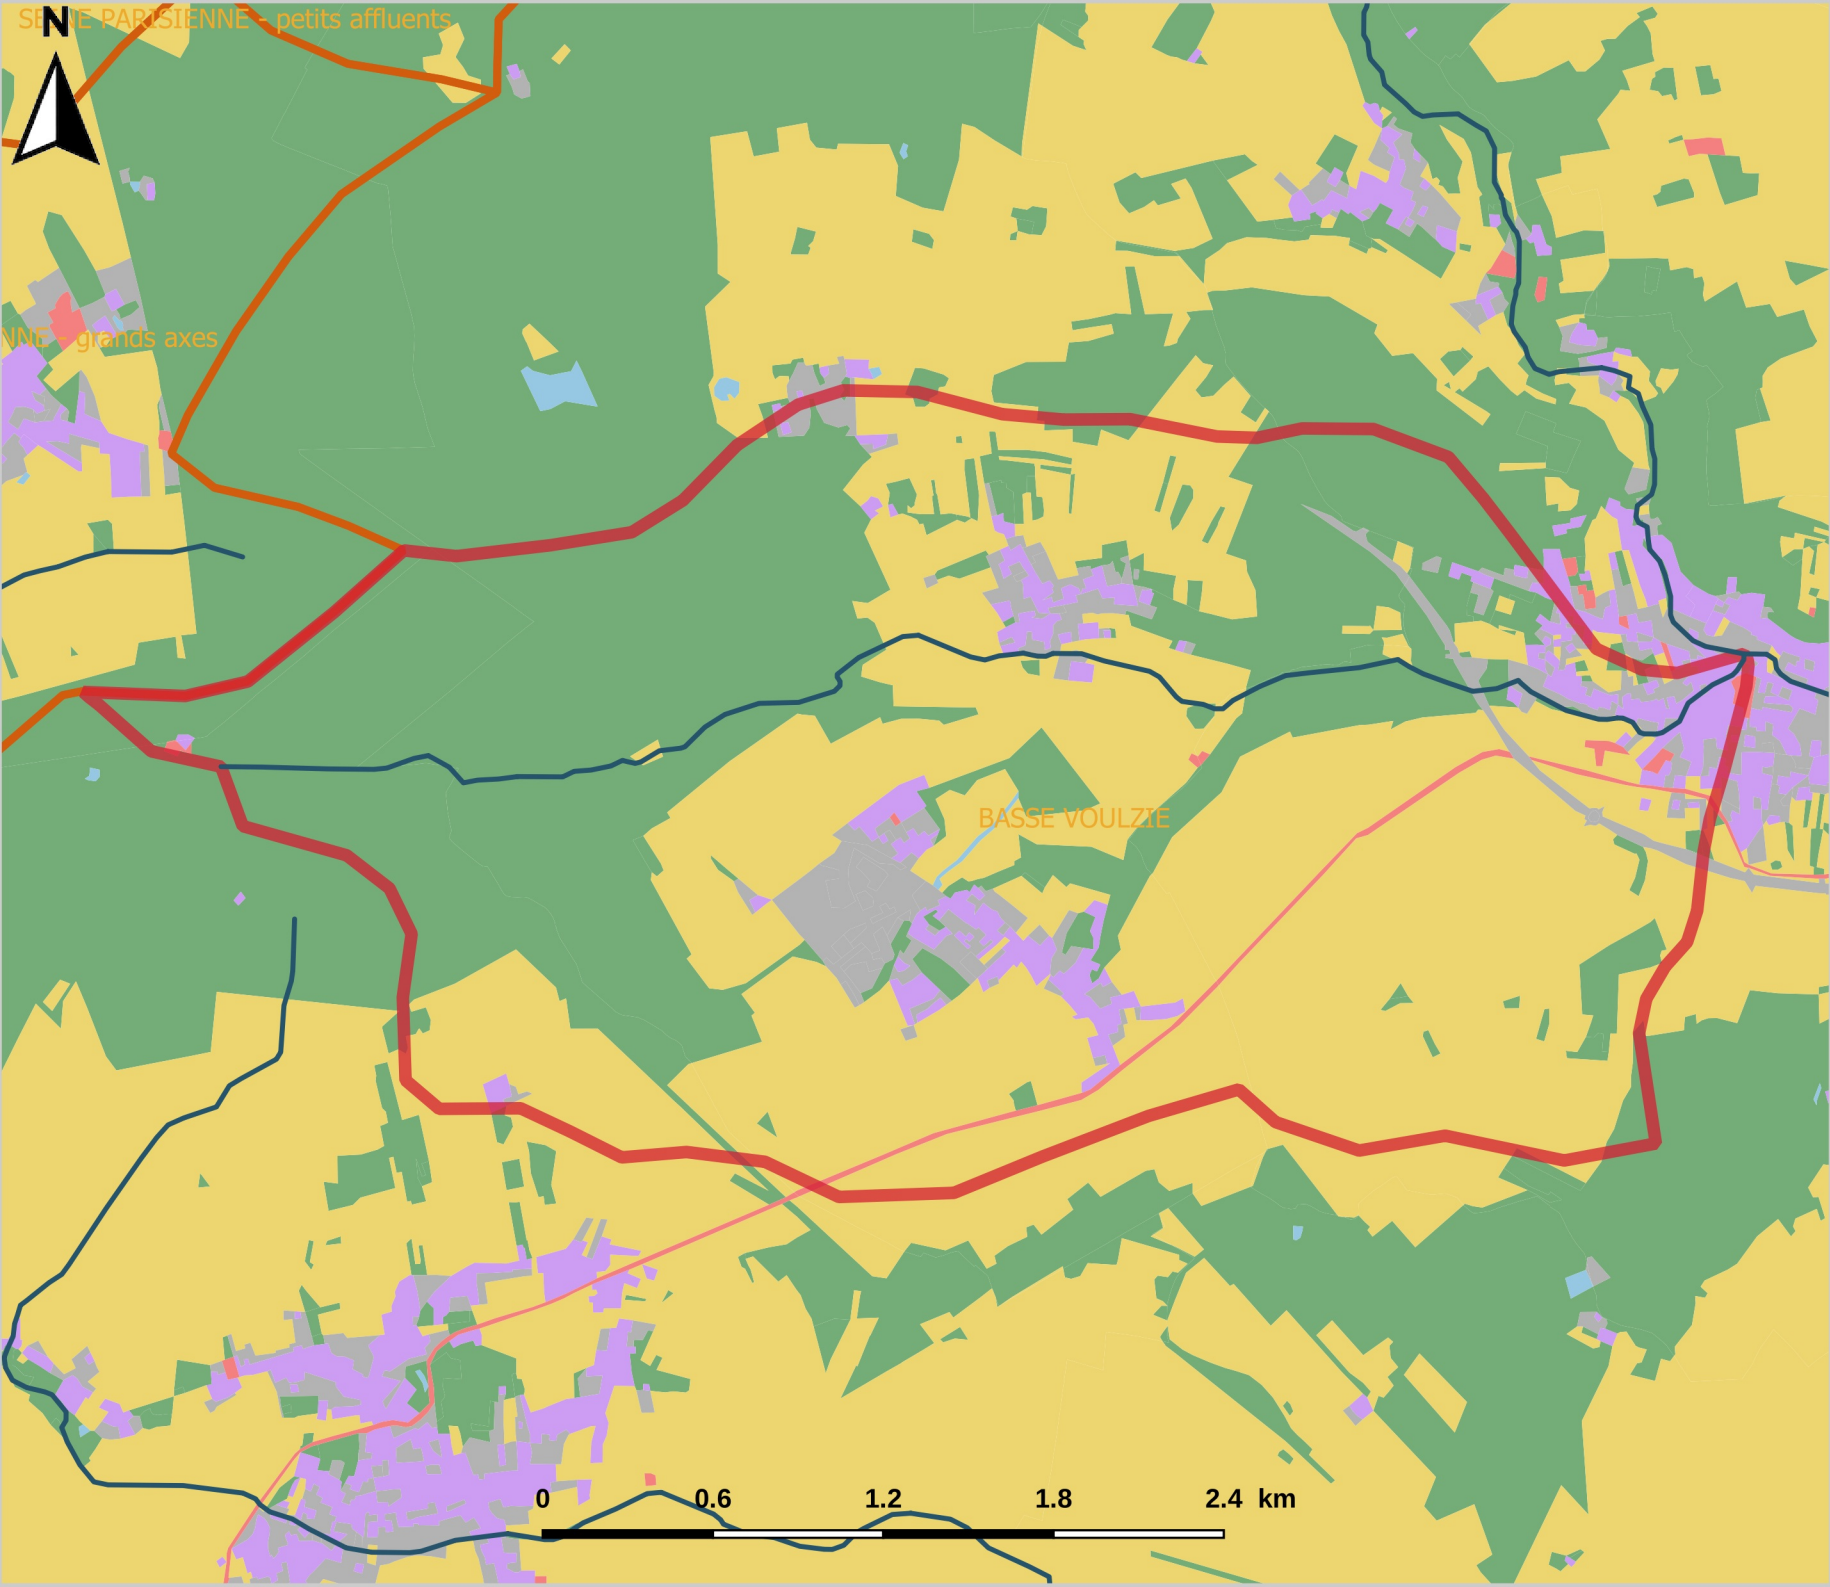 SEINE PARISIENNE - petits affluents
N
NNE - grands axes
BASSE VOULZIE
0 0.6 1.2 1.8 2.4 km